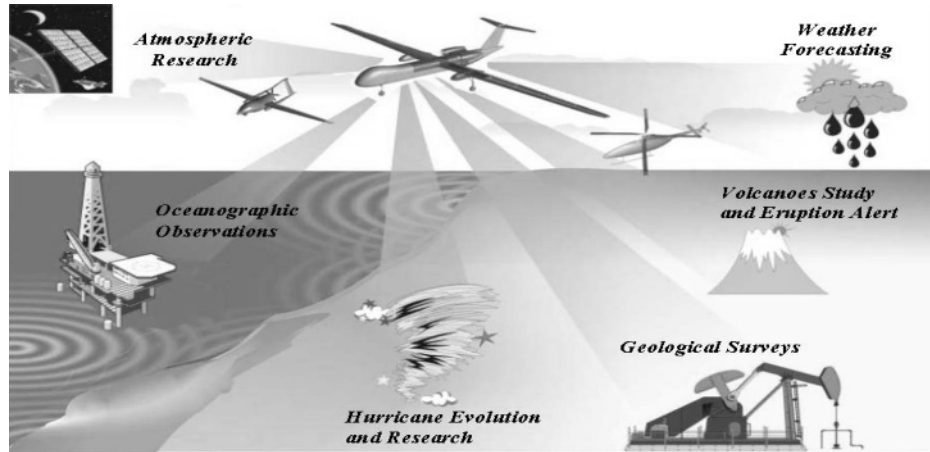 Atmospheric
Research
Weather
Forecasting
Oceanographic
Observations
Volcanoes Study
and Eruption Alert
Geological Surveys
Hurricane Evolution
and Research